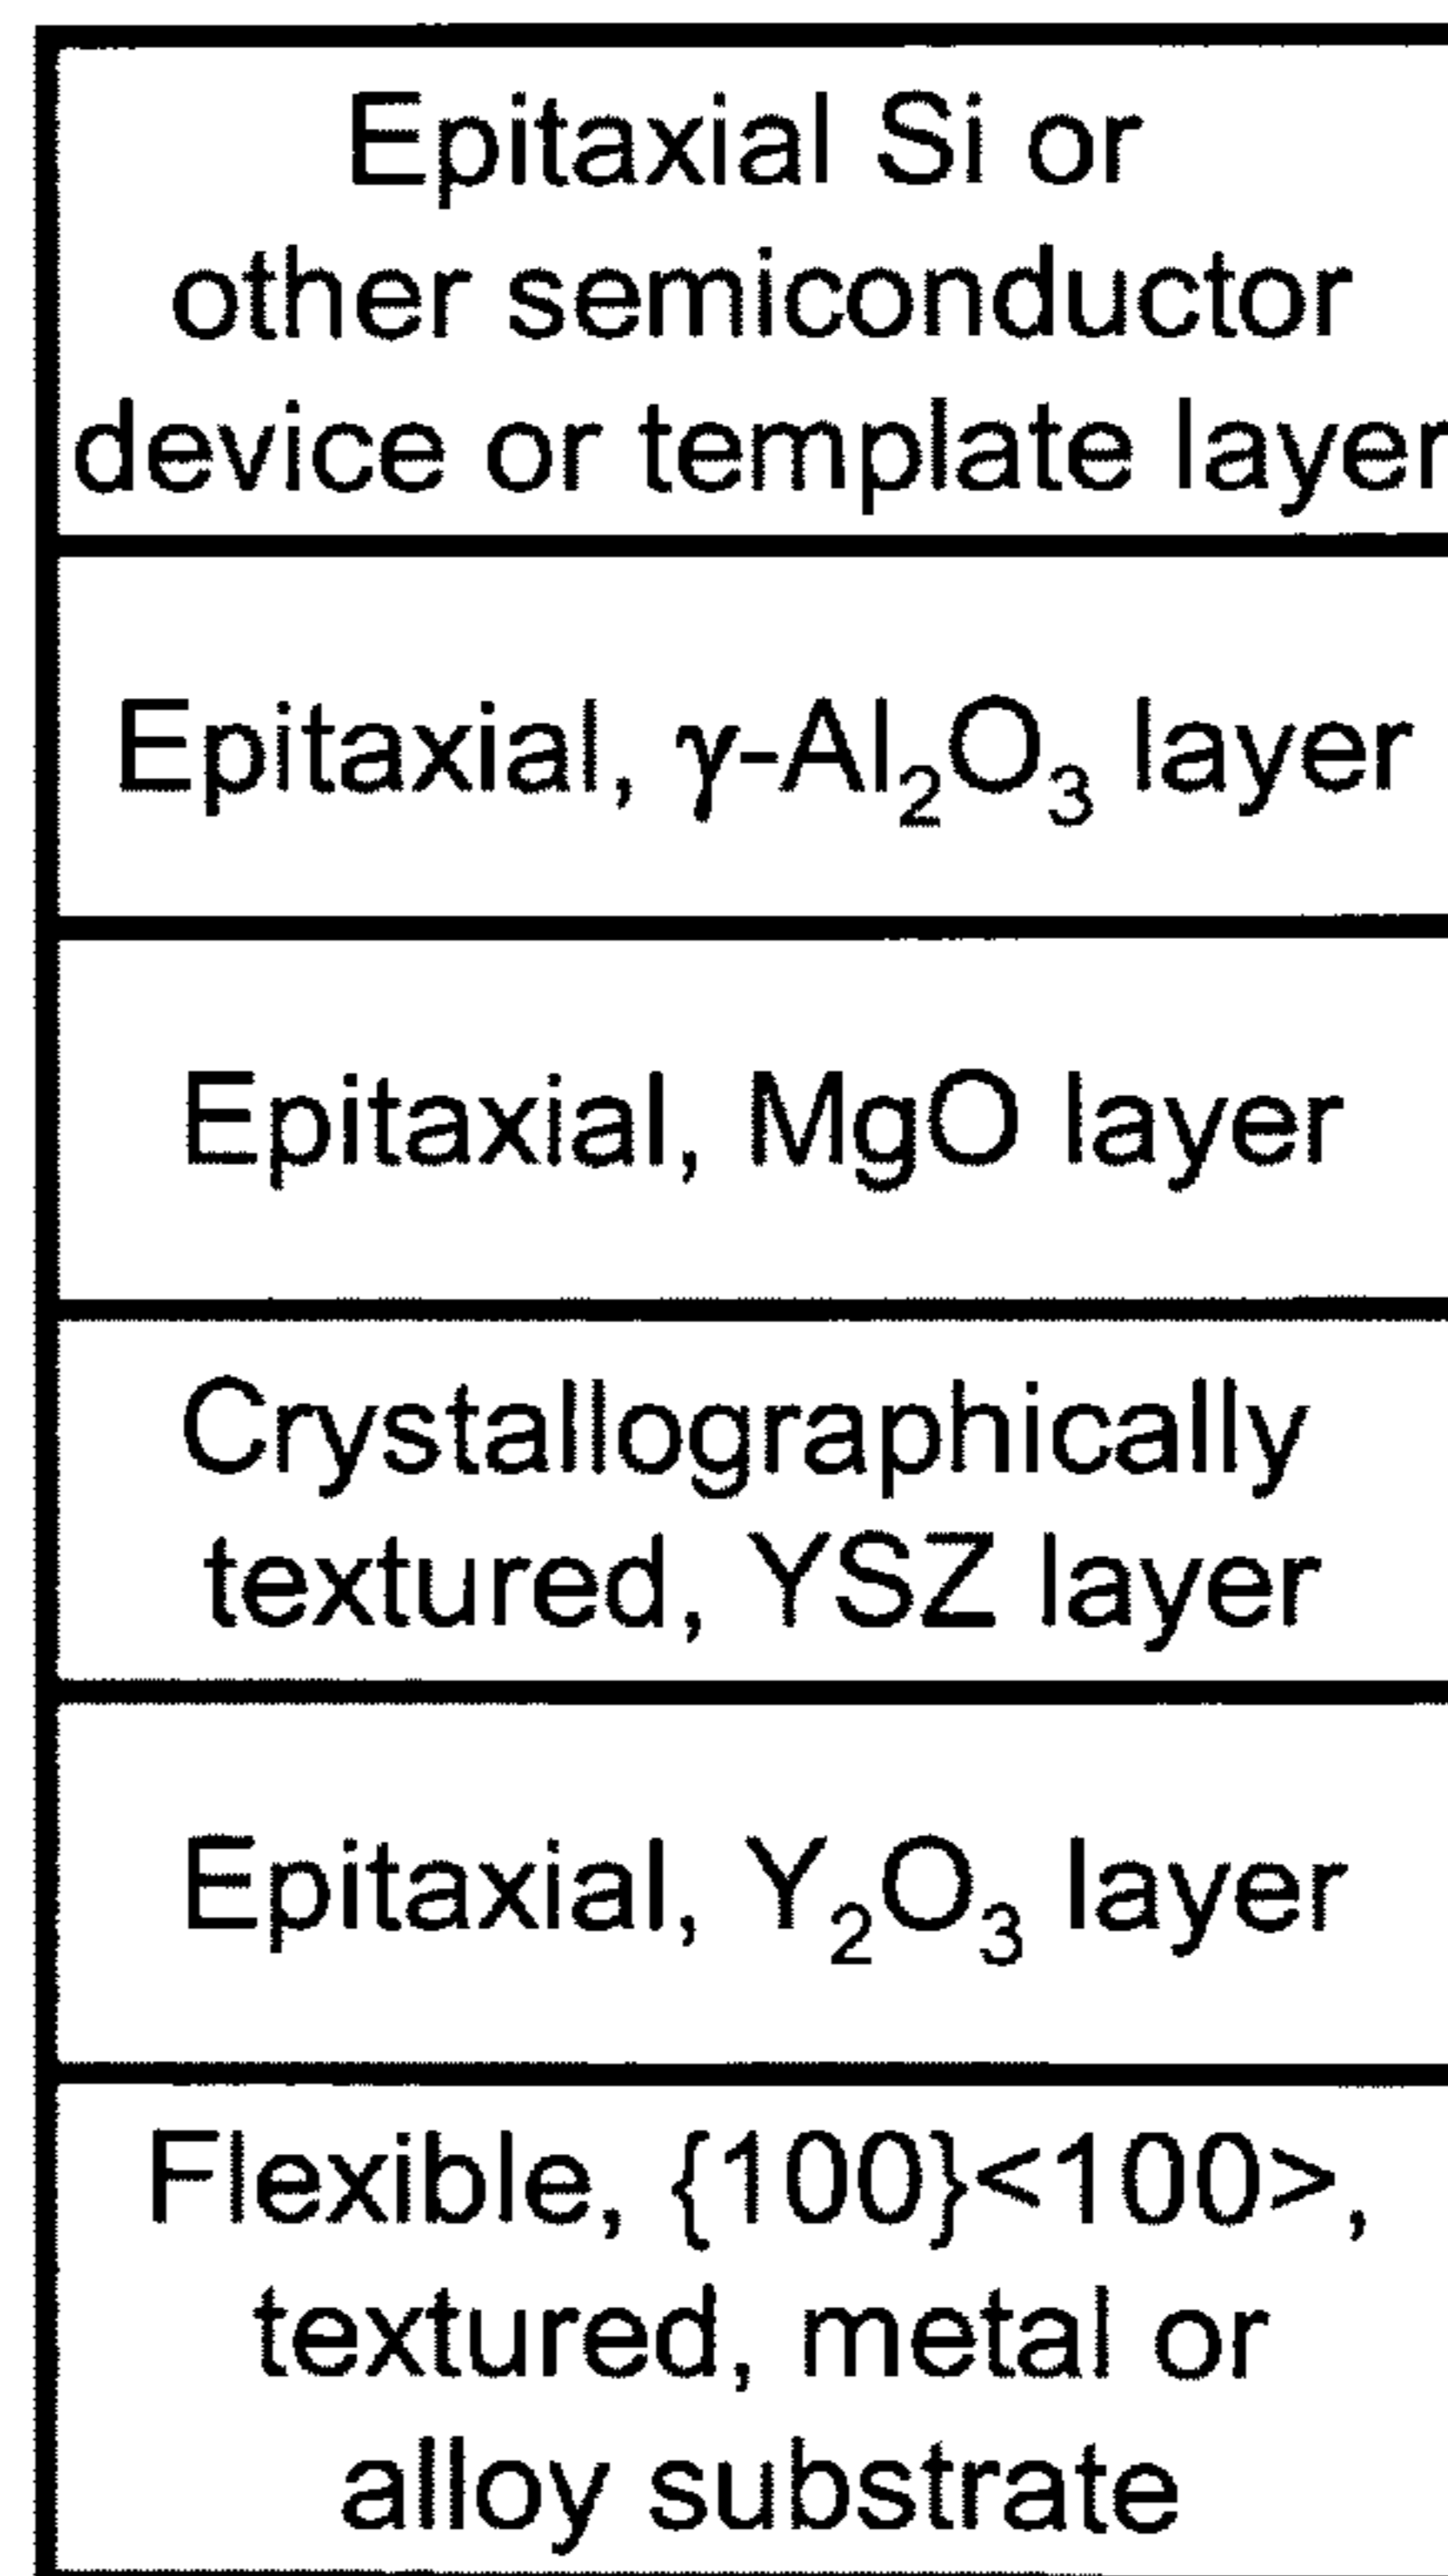 Epitaxial Si or
other semiconductor
device or template layer
Epitaxial, γ-Al₂O₃ layer
Epitaxial, MgO layer
Crystallographically
textured, YSZ layer
Epitaxial, Y₂O₃ layer
Flexible, {100}<100>,
textured, metal or
alloy substrate